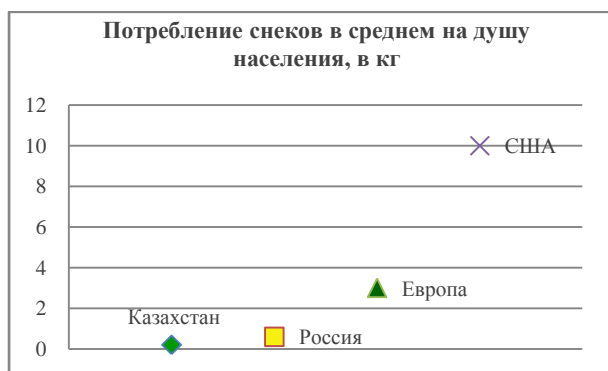 Потребление снеков в среднем на душу
населения, в кг
12
10
США
8
6
4
Европа
2
Казахстан
Россия
0